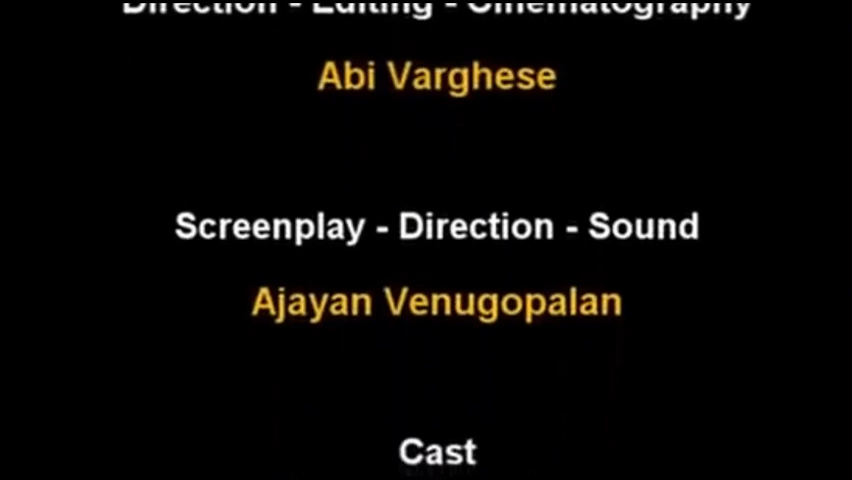 Direction - Editing - Cinematography
Abi Varghese
Screenplay - Direction - Sound
Ajayan Venugopalan
Cast